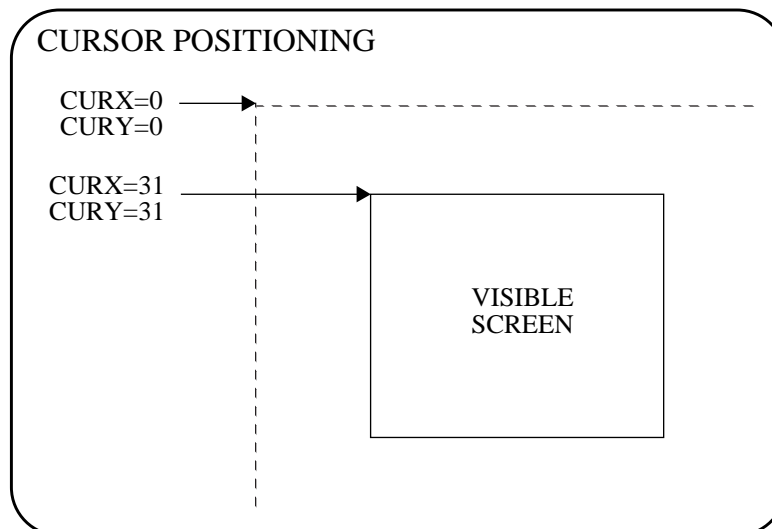 CURSOR POSITIONING
CURX=0
CURY=0
CURX=31
CURY=31
VISIBLE
SCREEN